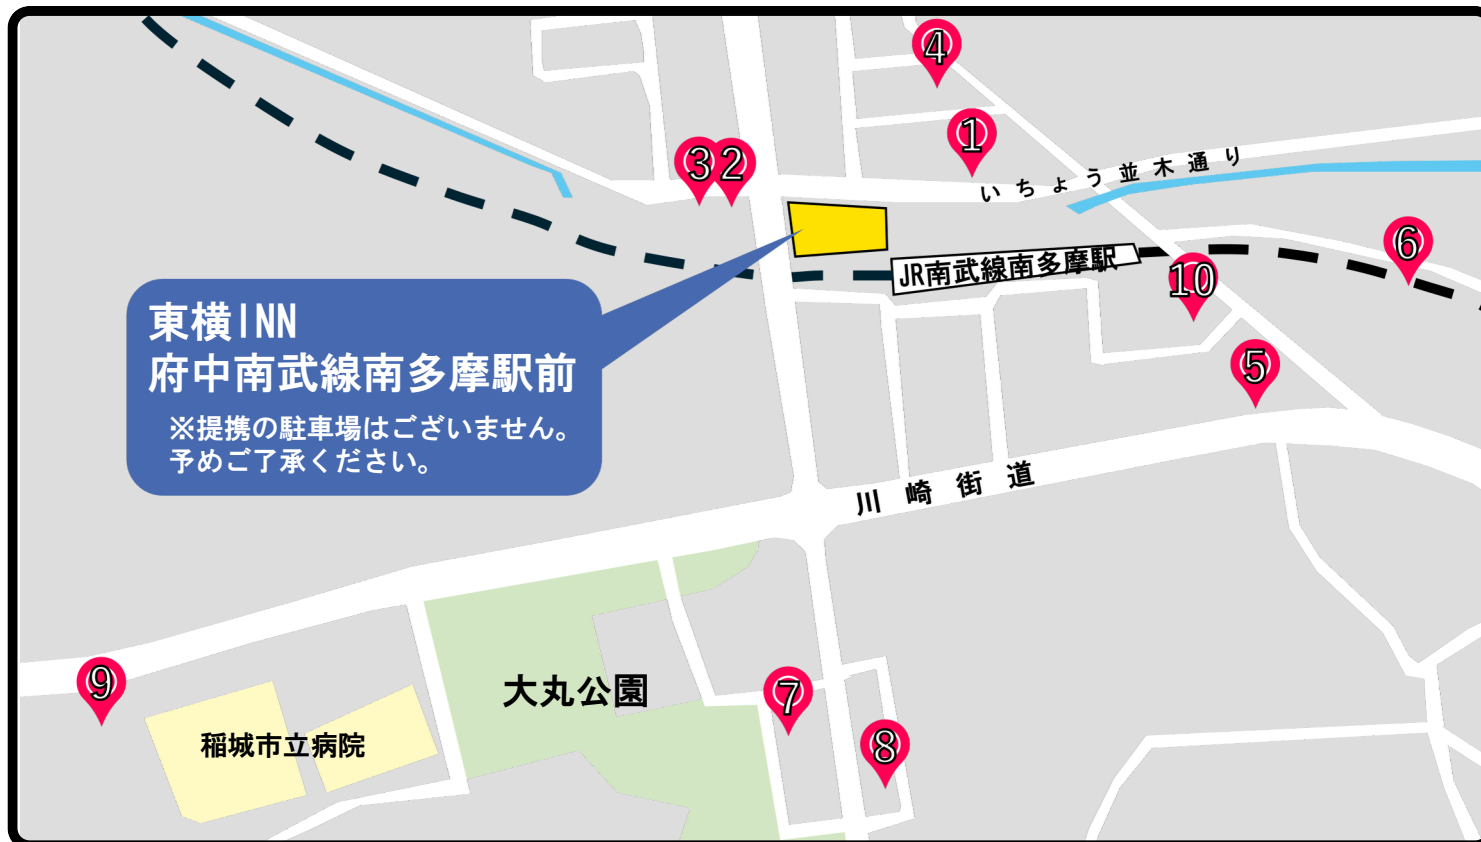 4
1
3
2
いちょう並木通り
6
JR南武線南多摩駅
10
東横INN
府中南武線南多摩駅前
※提携の駐車場はございません。
予めご了承ください。
5
川崎街道
9
大丸公園
7
稲城市立病院
8